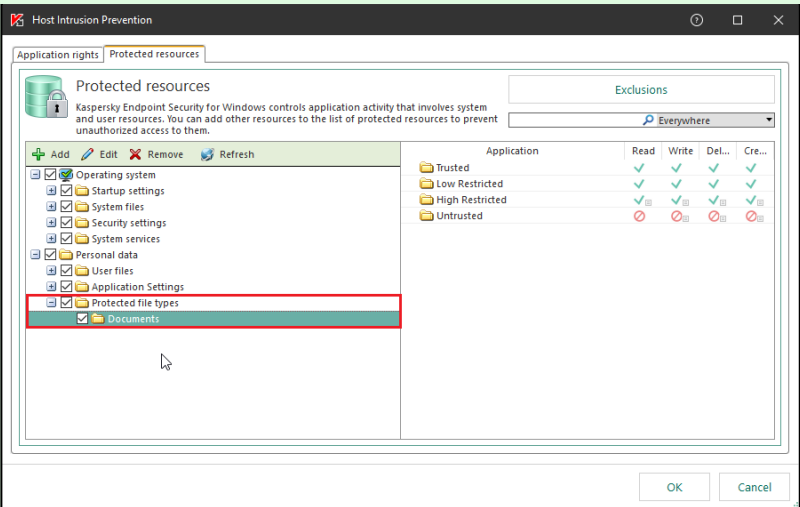 Host Intrusion Prevention
Application rights
Protected resources
Protected resources
Kaspersky Endpoint Security for Windows controls application activity that involves system
and user resources. You can add other resources to the list of protected resources to prevent
unauthorized access to them.
Exclusions
Everywhere
Add Edit Remove Refresh
Operating system
Startup settings
System files
Security settings
System services
Personal data
User files
Application Settings
Protected file types
Documents
Application Read Write Del... Cre...
Trusted
Low Restricted
High Restricted
Untrusted
OK Cancel